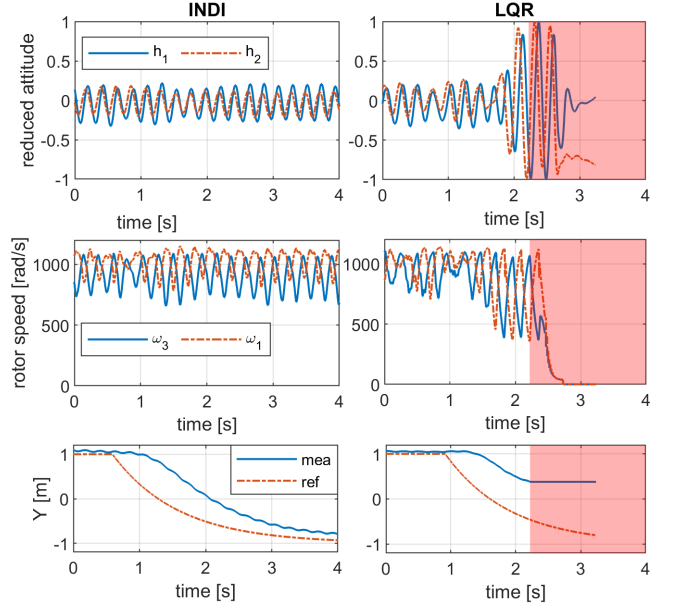 INDI
LQR
reduced attitude
1
0.5
0
-0.5
-1
h1
h2
0 1 2 3 4
time [s]
1
0.5
0
-0.5
-1
0 1 2 3 4
time [s]
rotor speed [rad/s]
1000
500
0
ω3
ω1
0 1 2 3 4
time [s]
1000
500
0
0 1 2 3 4
time [s]
Y [m]
1
0
-1
mea
ref
0 1 2 3 4
time [s]
1
0
-1
0 1 2 3 4
time [s]